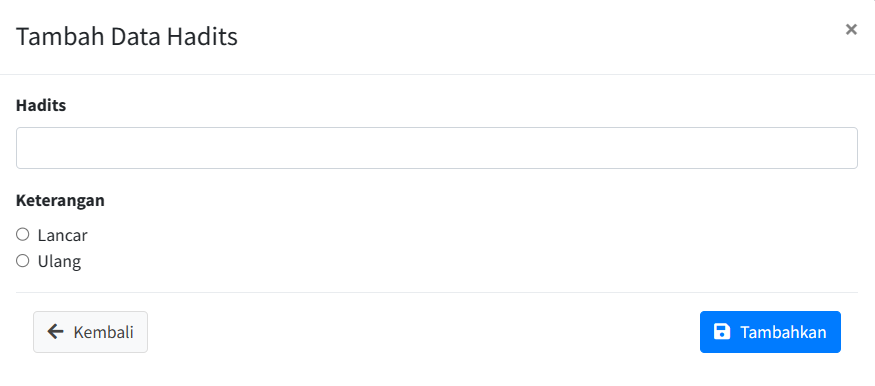 Tambah Data Hadits
×
Hadits
Keterangan
Lancar
Ulang
Kembali
Tambahkan